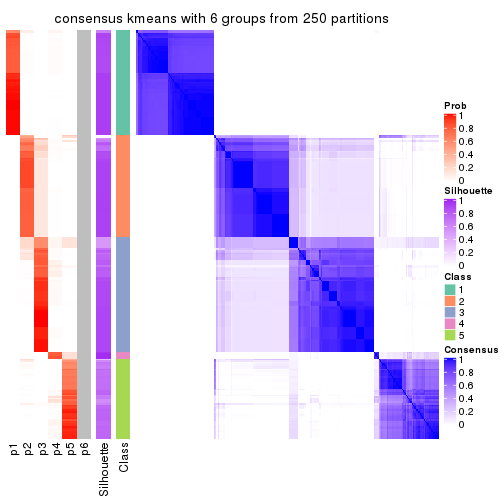 consensus kmeans with 6 groups from 250 partitions
Prob
1
0.8
0.6
0.4
0.2
0
Silhouette
1
0.8
0.6
0.4
0.2
0
Class
1
2
3
4
5
Consensus
1
0.8
0.6
0.4
0.2
0
p1
p2
p3
p4
p5
p6
Silhouette
Class